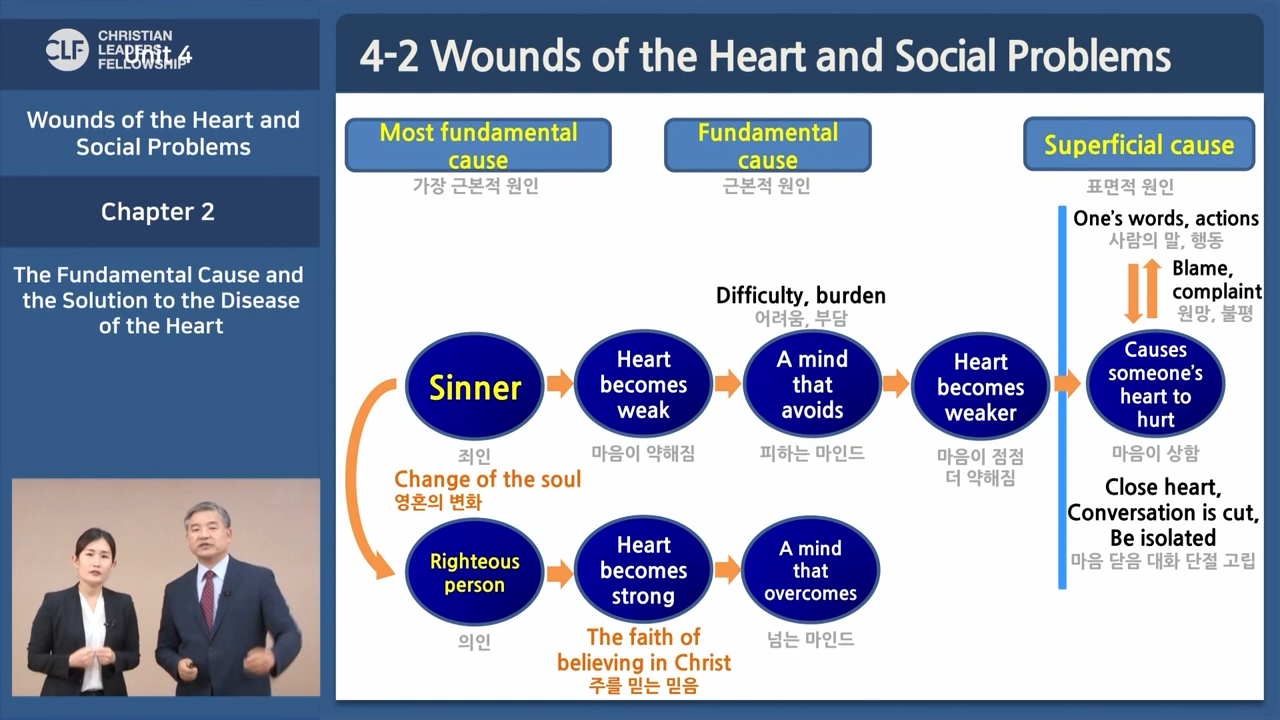 CLF
CHRISTIAN
LEADERS
FELLOWSHIP
Unit 4
Wounds of the Heart and
Social Problems
Chapter 2
The Fundamental Cause and
the Solution to the Disease
of the Heart
4-2 Wounds of the Heart and Social Problems
Most fundamental
cause
가장 근본적 원인
Fundamental
cause
근본적 원인
Superficial cause
표면적 원인
One's words, actions
사람의 말, 행동
Blame,
complaint
원망, 불평
Difficulty, burden
어려움, 부담
Sinner
죄인
Heart
becomes
weak
마음이 약해짐
A mind
that
avoids
피하는 마인드
Heart
becomes
weaker
마음이 점점
더 약해짐
Causes
someone's
heart to
hurt
마음이 상함
Change of the soul
영혼의 변화
Close heart,
Conversation is cut,
Be isolated
마음 닫음 대화 단절 고립
Righteous
person
의인
Heart
becomes
strong
The faith of
believing in Christ
주를 믿는 믿음
A mind
that
overcomes
넘는 마인드